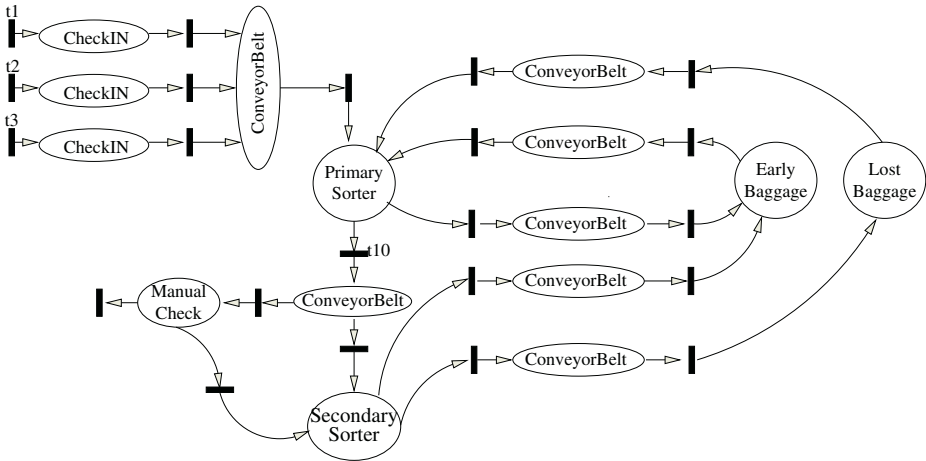 t1
CheckIN
t2
CheckIN
t3
CheckIN
ConveyorBelt
ConveyorBelt
ConveyorBelt
Primary
Sorter
Early
Baggage
Lost
Baggage
ConveyorBelt
t10
ConveyorBelt
Manual
Check
ConveyorBelt
ConveyorBelt
Secondary
Sorter